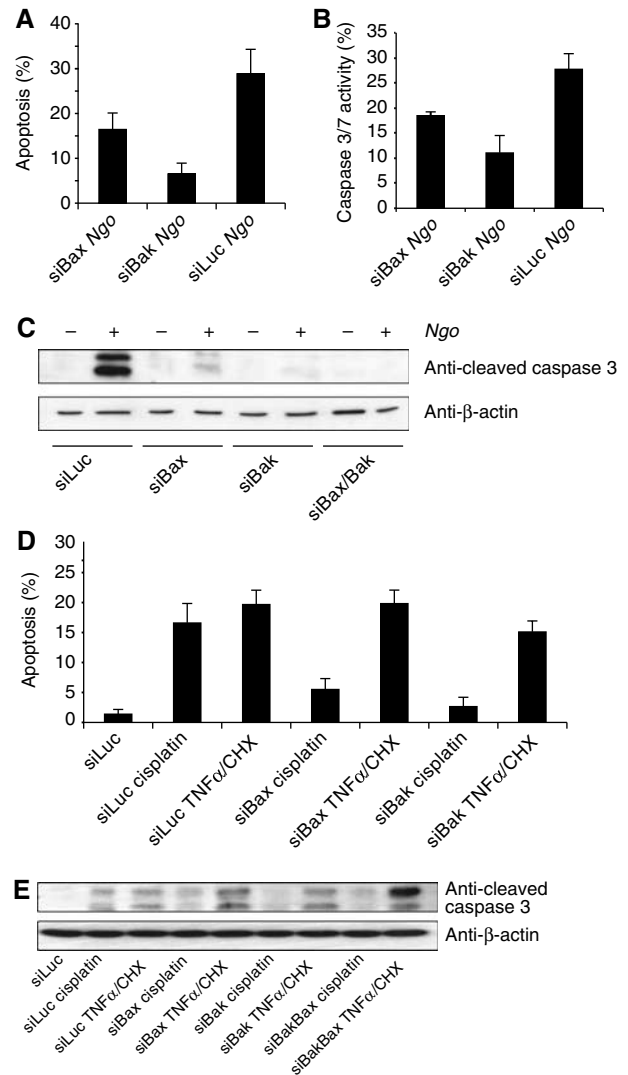 A
Apoptosis (%)
40
30
20
10
0
siBax Ngo
siBak Ngo
siLuc Ngo
B
Caspase 3/7 activity (%)
35
30
25
20
15
10
5
0
siBax Ngo
siBak Ngo
siLuc Ngo
C
– + – + – + – + Ngo
Anti-cleaved caspase 3
Anti-β-actin
siLuc
siBax
siBak
siBax/Bak
D
Apoptosis (%)
30
25
20
15
10
5
0
siLuc
siLuc cisplatin
siLuc TNFα/CHX
siBax cisplatin
siBax TNFα/CHX
siBak cisplatin
siBak TNFα/CHX
E
Anti-cleaved
caspase 3
Anti-β-actin
siLuc
siLuc cisplatin
siLuc TNFα/CHX
siBax cisplatin
siBax TNFα/CHX
siBak cisplatin
siBak TNFα/CHX
siBakBax cisplatin
siBakBax TNFα/CHX